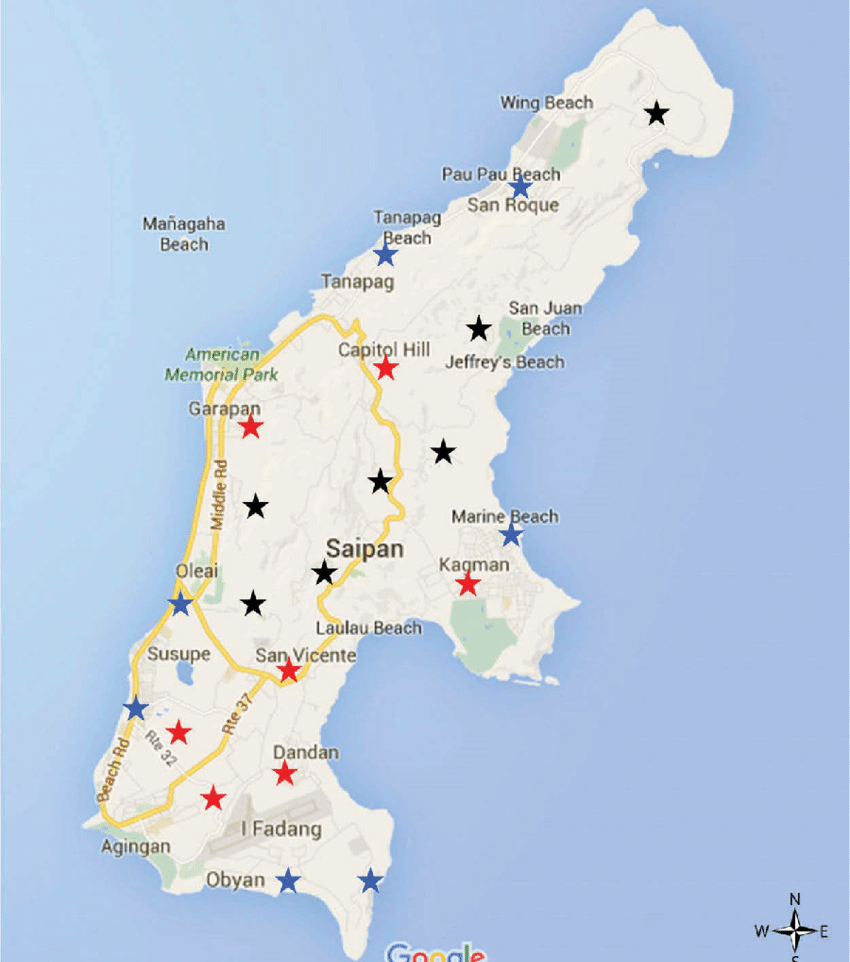 Wing Beach
Pau Pau Beach
San Roque
Tanapag
Beach
Mañagaha
Beach
Tanapag
San Juan
Beach
Capitol Hill
American
Memorial Park
Jeffrey's Beach
Garapan
Middle Rd
Marine Beach
Saipan
Kagman
Oleai
Laulau Beach
Susupe
San Vicente
Rte 37
Rte 32
Beach Rd
Dandan
I Fadang
Agingan
Obyan
N
W E
S
Google